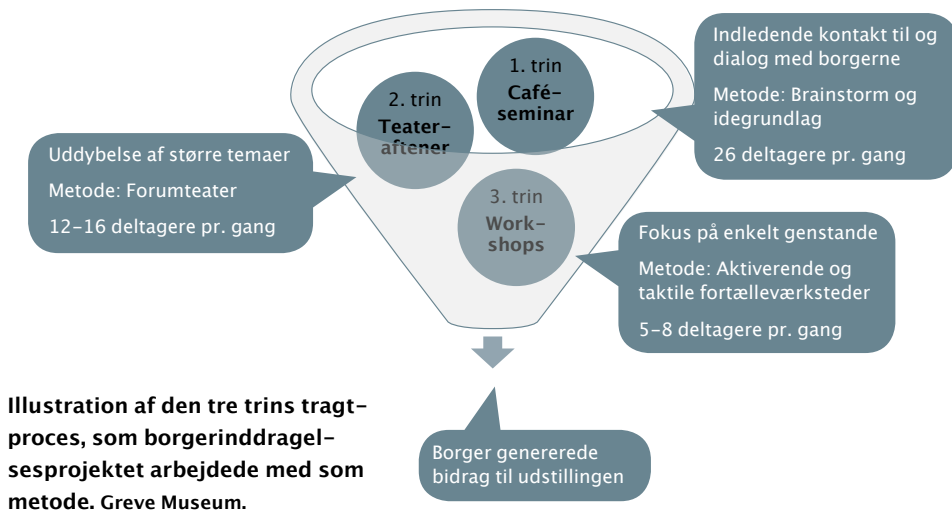 Indledende kontakt til og
dialog med borgerne
Metode: Brainstorm og
idegrundlag
26 deltagere pr. gang
1. trin
Café-
seminar
2. trin
Teater-
aftener
Uddybelse af større temaer
Metode: Forumteater
12-16 deltagere pr. gang
3. trin
Work-
shops
Fokus på enkelt genstande
Metode: Aktiverende og
taktile fortælleværksteder
5-8 deltagere pr. gang
Borger genererede
bidrag til udstillingen
Illustration af den tre trins tragt-
proces, som borgerinddragel-
sesprojektet arbejdede med som
metode. Greve Museum.